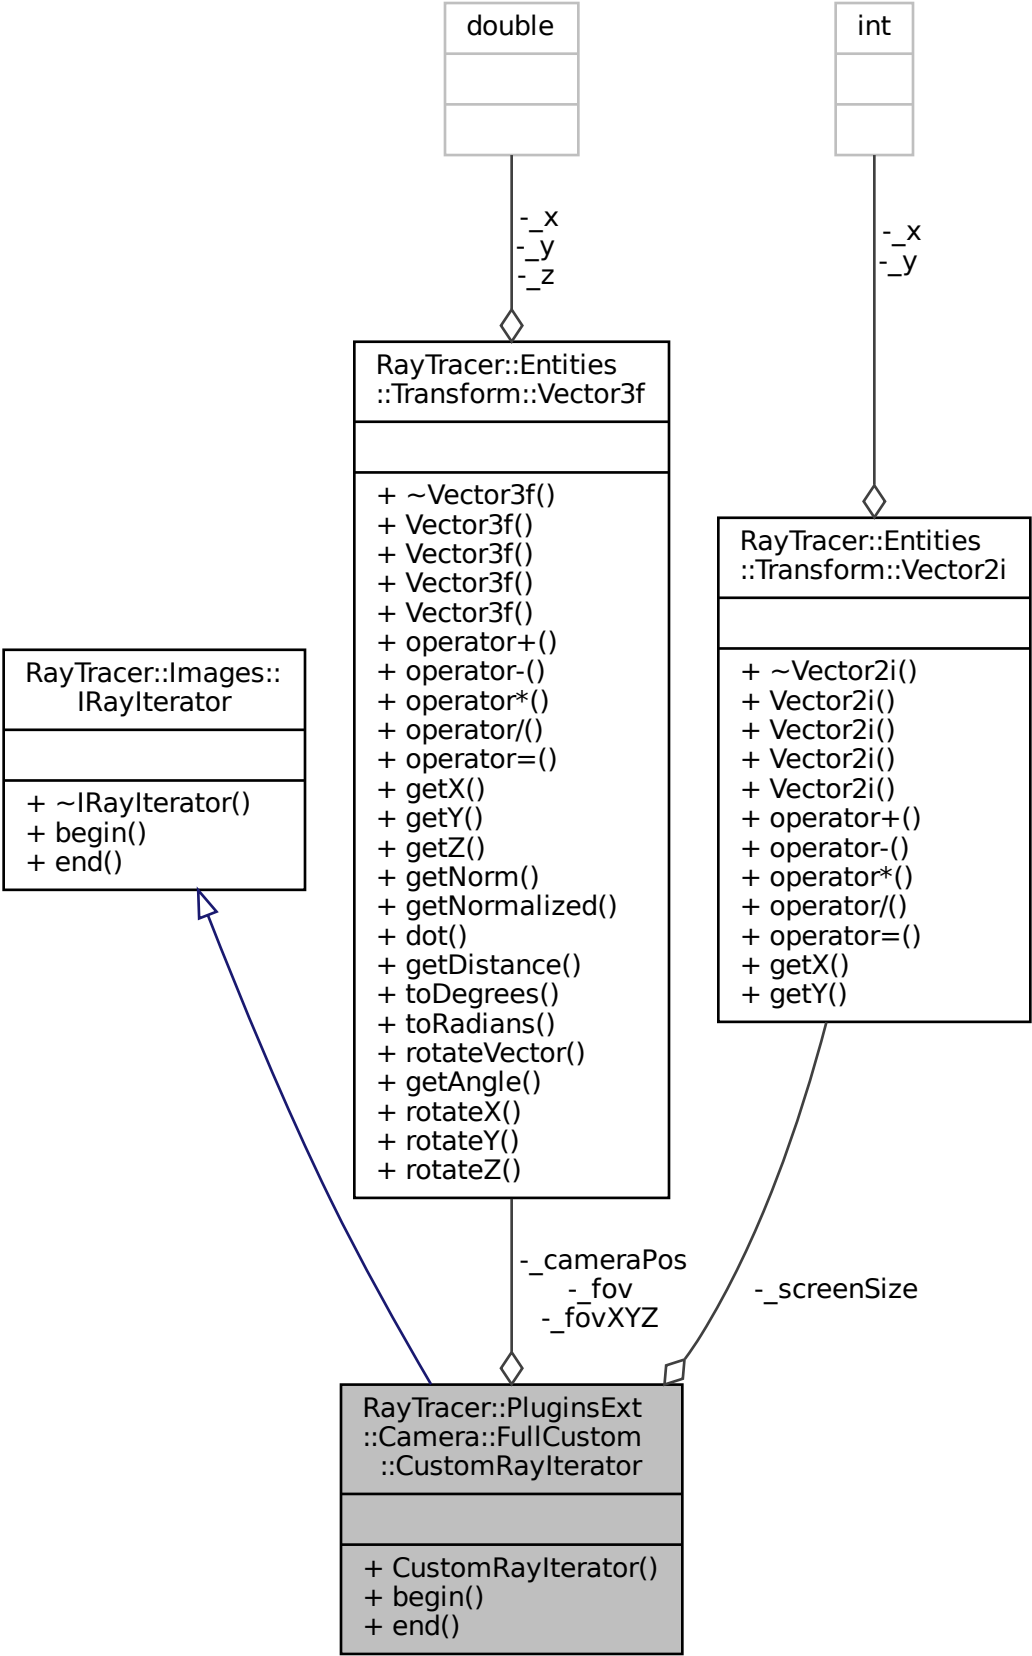 double
int
-_x
-_y
-_z
-_x
-_y
RayTracer::Entities
::Transform::Vector3f
+ ~Vector3f()
+ Vector3f()
+ Vector3f()
+ Vector3f()
+ Vector3f()
+ operator+()
+ operator-()
+ operator*()
+ operator/()
+ operator=()
+ getX()
+ getY()
+ getZ()
+ getNorm()
+ getNormalized()
+ dot()
+ getDistance()
+ toDegrees()
+ toRadians()
+ rotateVector()
+ getAngle()
+ rotateX()
+ rotateY()
+ rotateZ()
RayTracer::Entities
::Transform::Vector2i
+ ~Vector2i()
+ Vector2i()
+ Vector2i()
+ Vector2i()
+ Vector2i()
+ operator+()
+ operator-()
+ operator*()
+ operator/()
+ operator=()
+ getX()
+ getY()
RayTracer::Images::
IRayIterator
+ ~IRayIterator()
+ begin()
+ end()
-_cameraPos
-_fov
-_fovXYZ
-_screenSize
RayTracer::PluginsExt
::Camera::FullCustom
::CustomRayIterator
+ CustomRayIterator()
+ begin()
+ end()